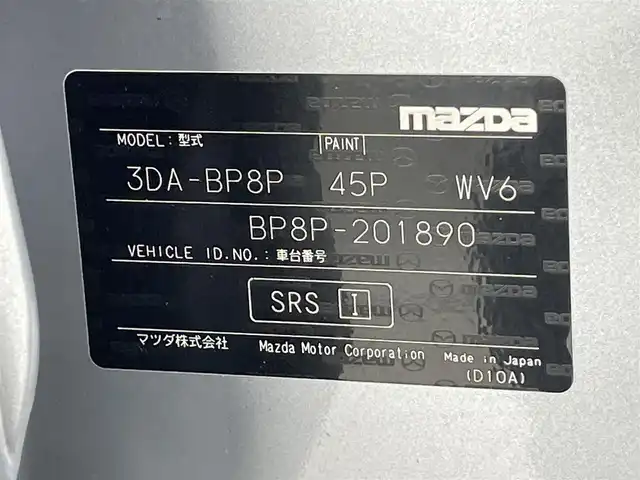 mazda
MODEL: 型式 PAINT
3DA-BP8P 45P WV6
BP8P-201890
VEHICLE ID.NO.: 車台番号
SRS I
マツダ株式会社 Mazda Motor Corporation Made in Japan
(D10A)